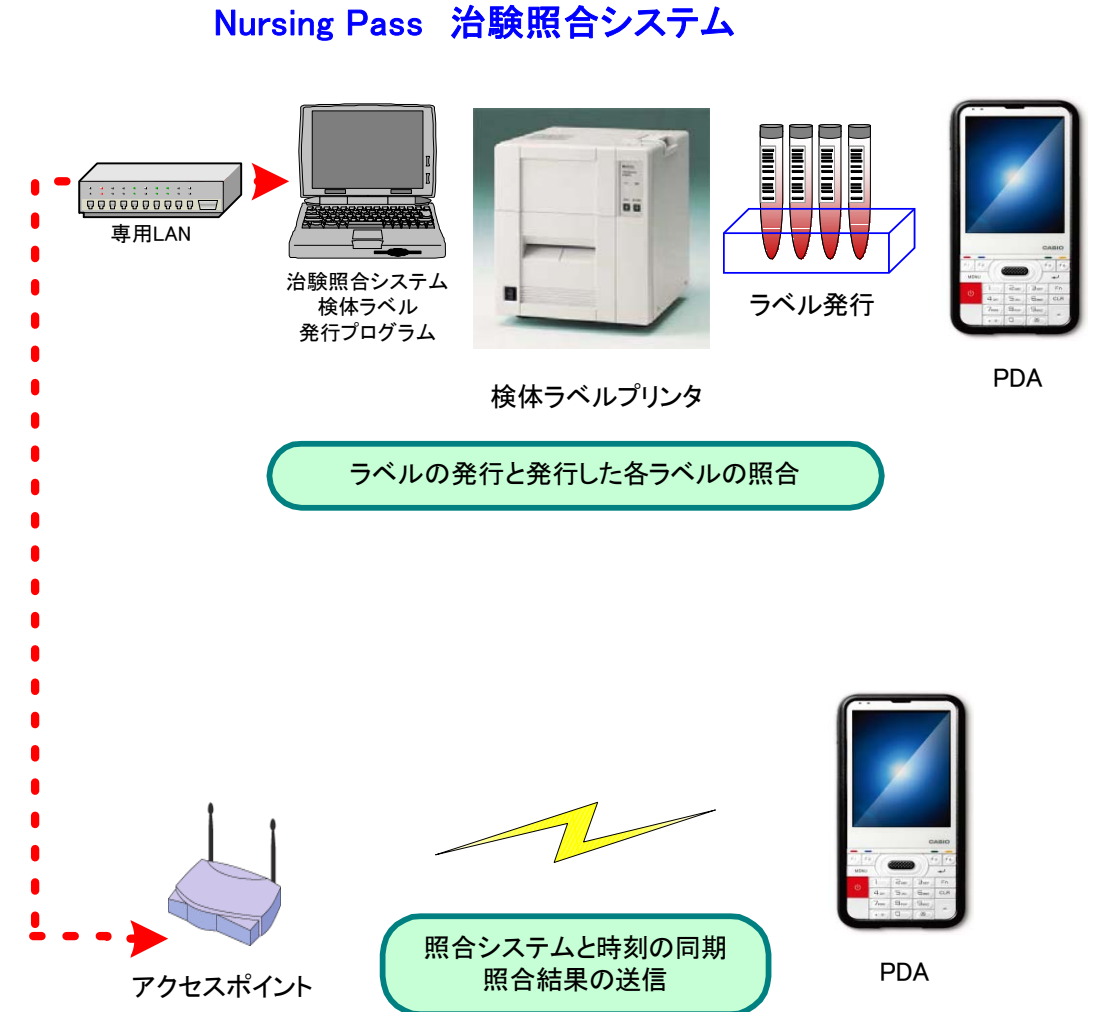 Nursing Pass 治験照合システム
専用LAN
治験照合システム
検体ラベル
発行プログラム
検体ラベルプリンタ
ラベル発行
CASIO
PDA
ラベルの発行と発行した各ラベルの照合
アクセスポイント
照合システムと時刻の同期
照合結果の送信
CASIO
PDA